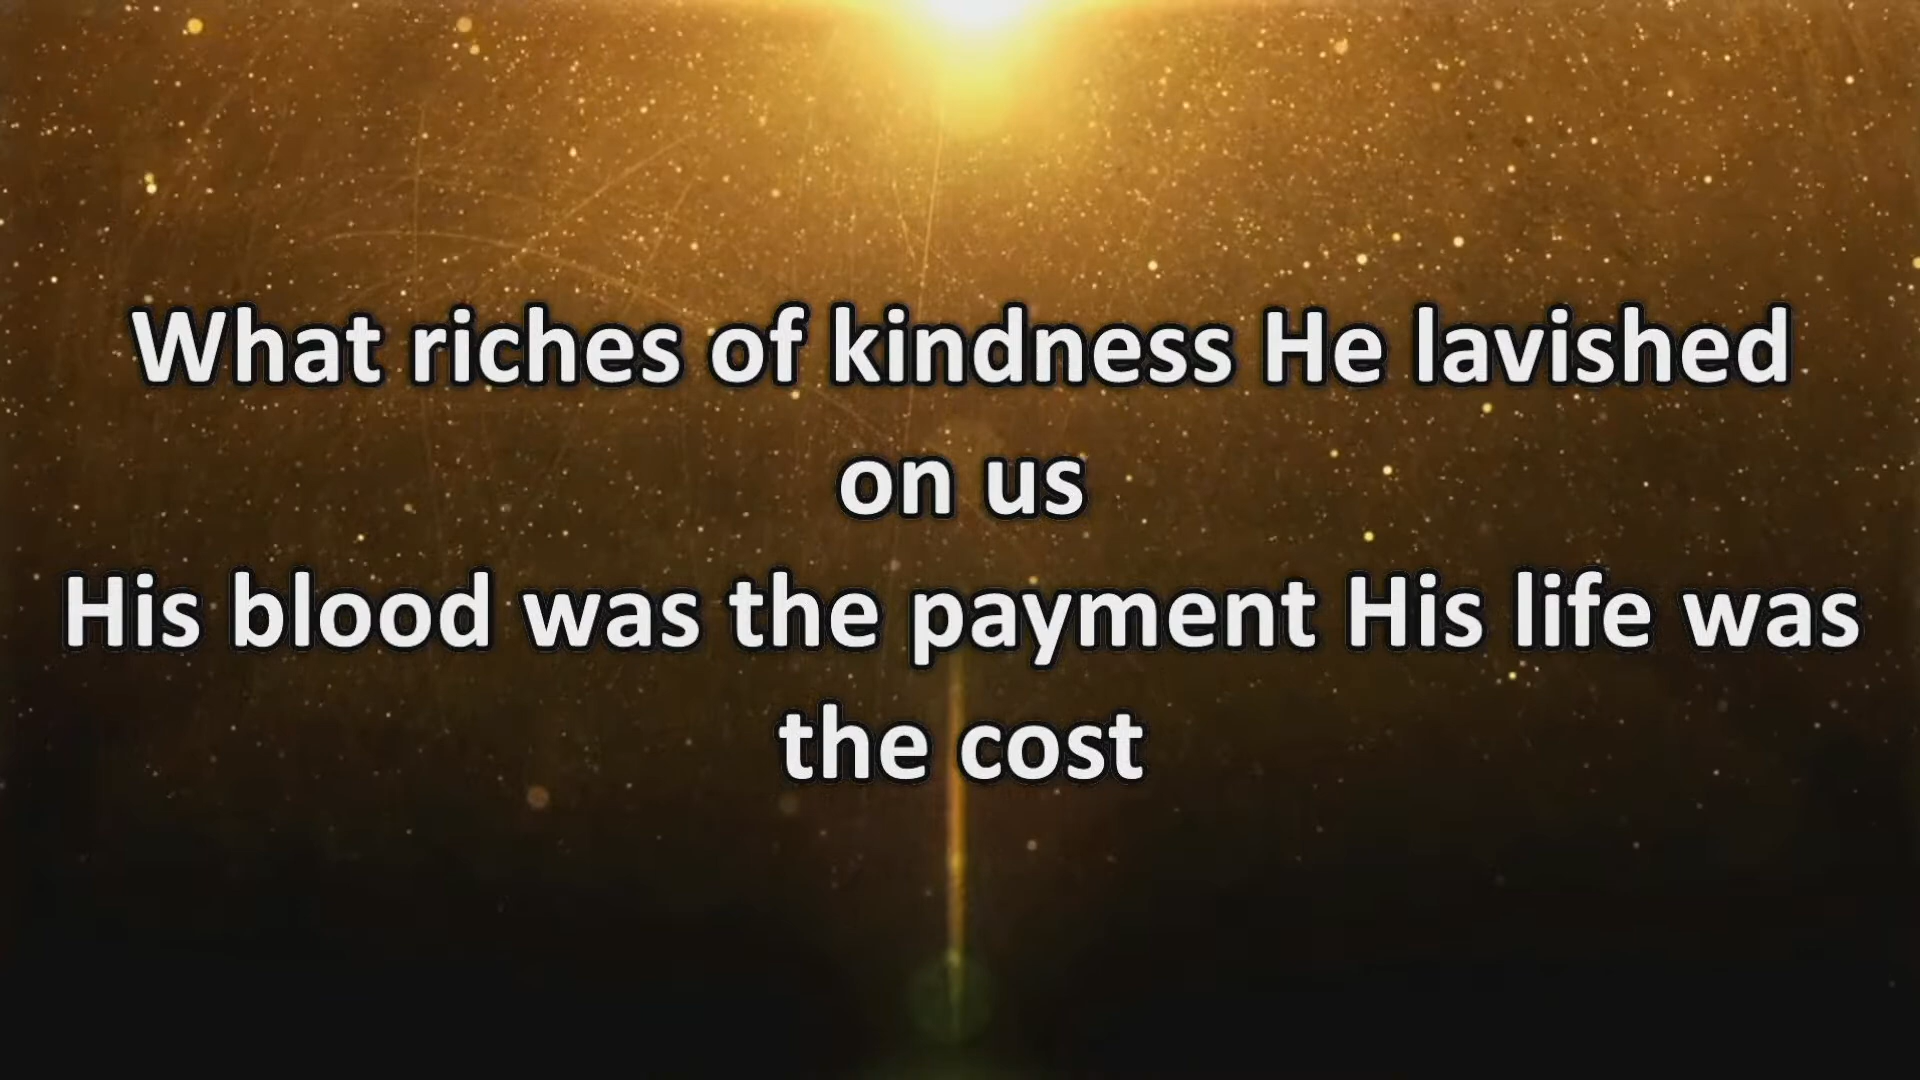 What riches of kindness He lavished
on us
His blood was the payment His life was
the cost